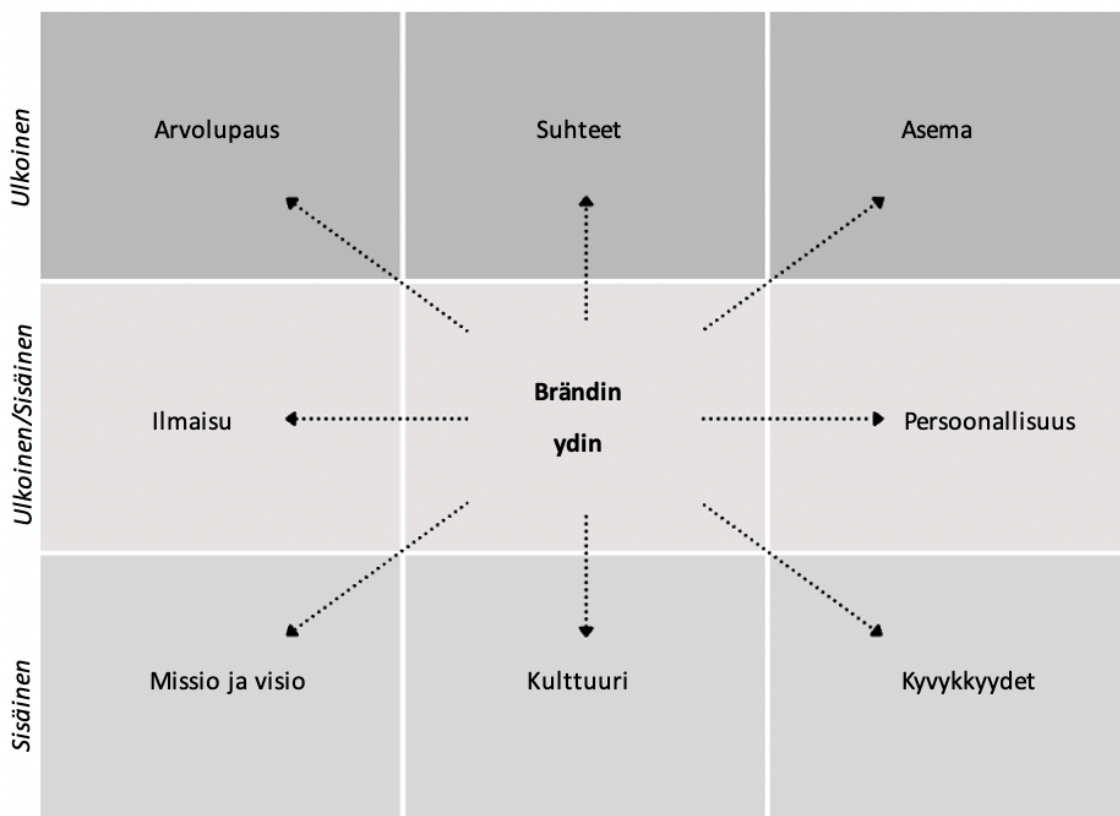 Ulkoinen
Arvolupaus
Suhteet
Asema
Ulkoinen/Sisäinen
Ilmaisu
Brändin
ydin
Persoonallisuus
Sisäinen
Missio ja visio
Kulttuuri
Kyvykkyydet